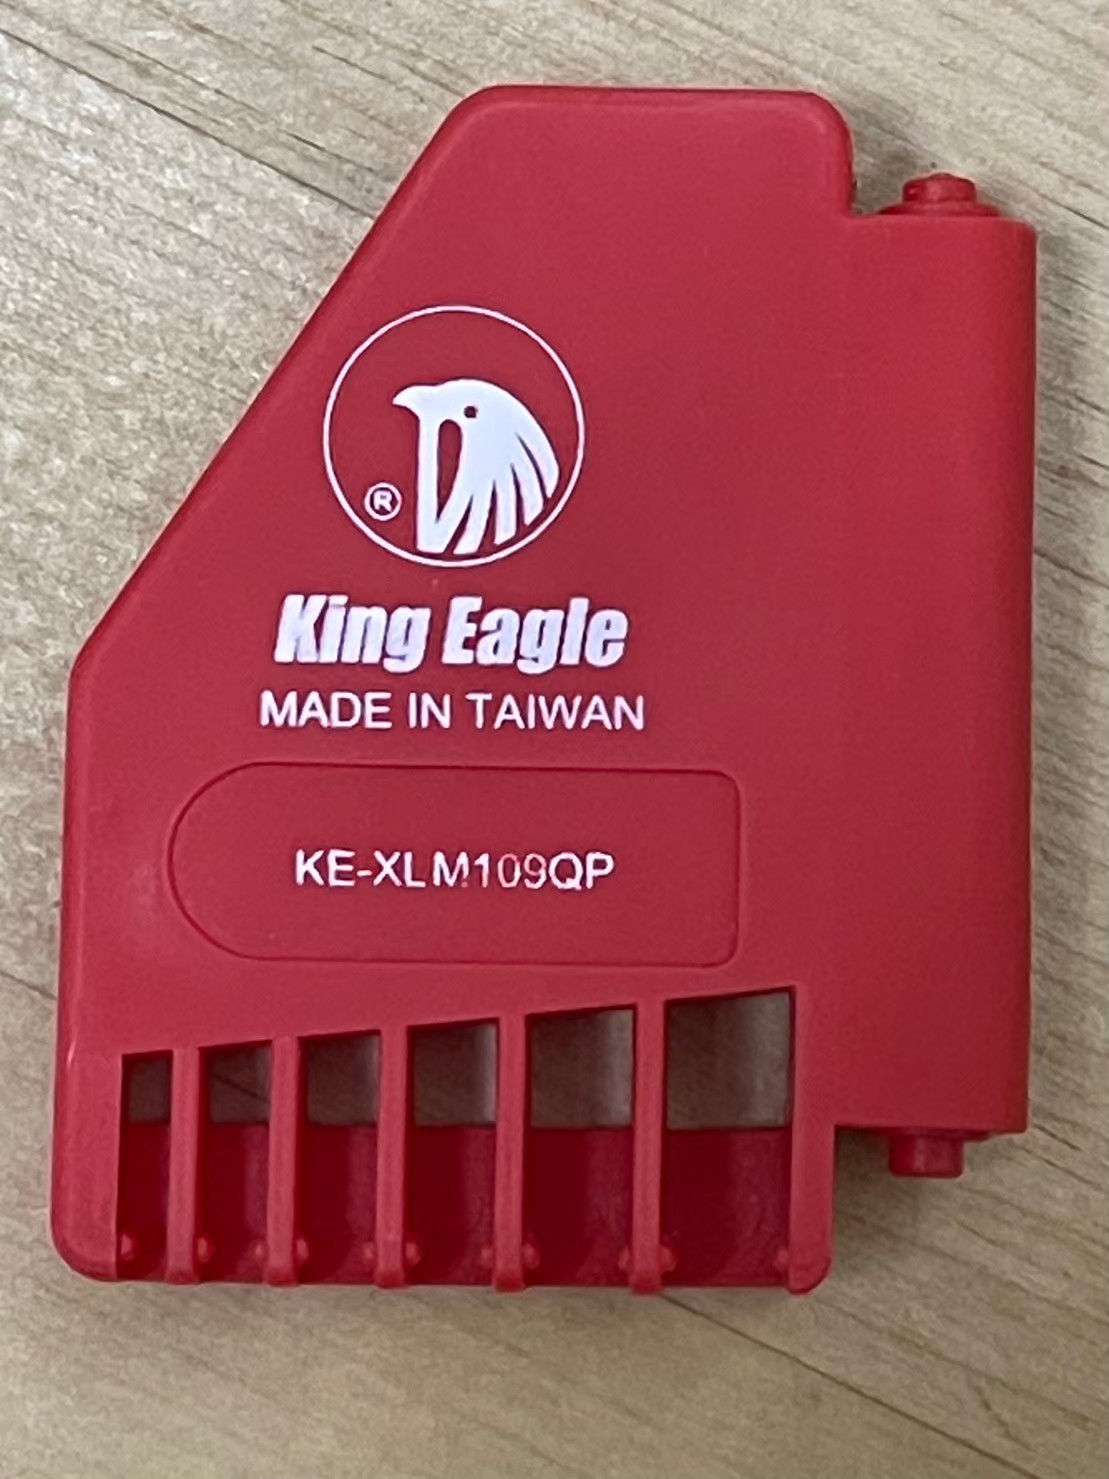 ®
King Eagle
MADE IN TAIWAN
KE-XLM109QP